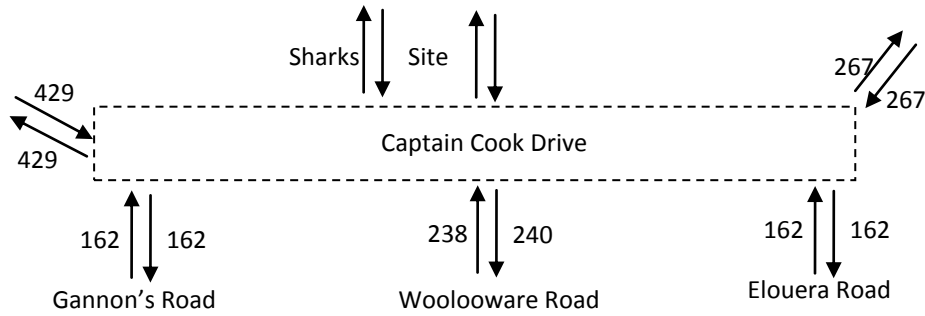 Sharks Site
429
267
267
Captain Cook Drive
429
162 162
238 240
162 162
Gannon's Road
Woolooware Road
Elouera Road